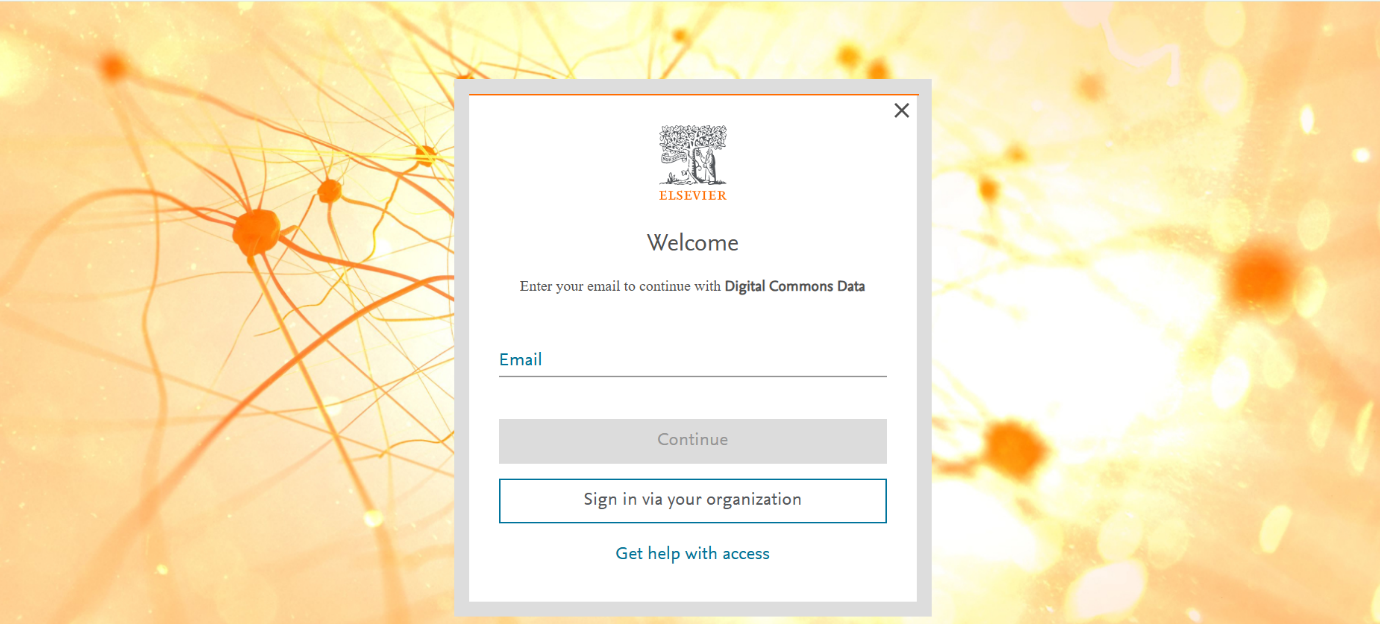 ELSEVIER
Welcome
Enter your email to continue with Digital Commons Data
Email
Continue
Sign in via your organization
Get help with access